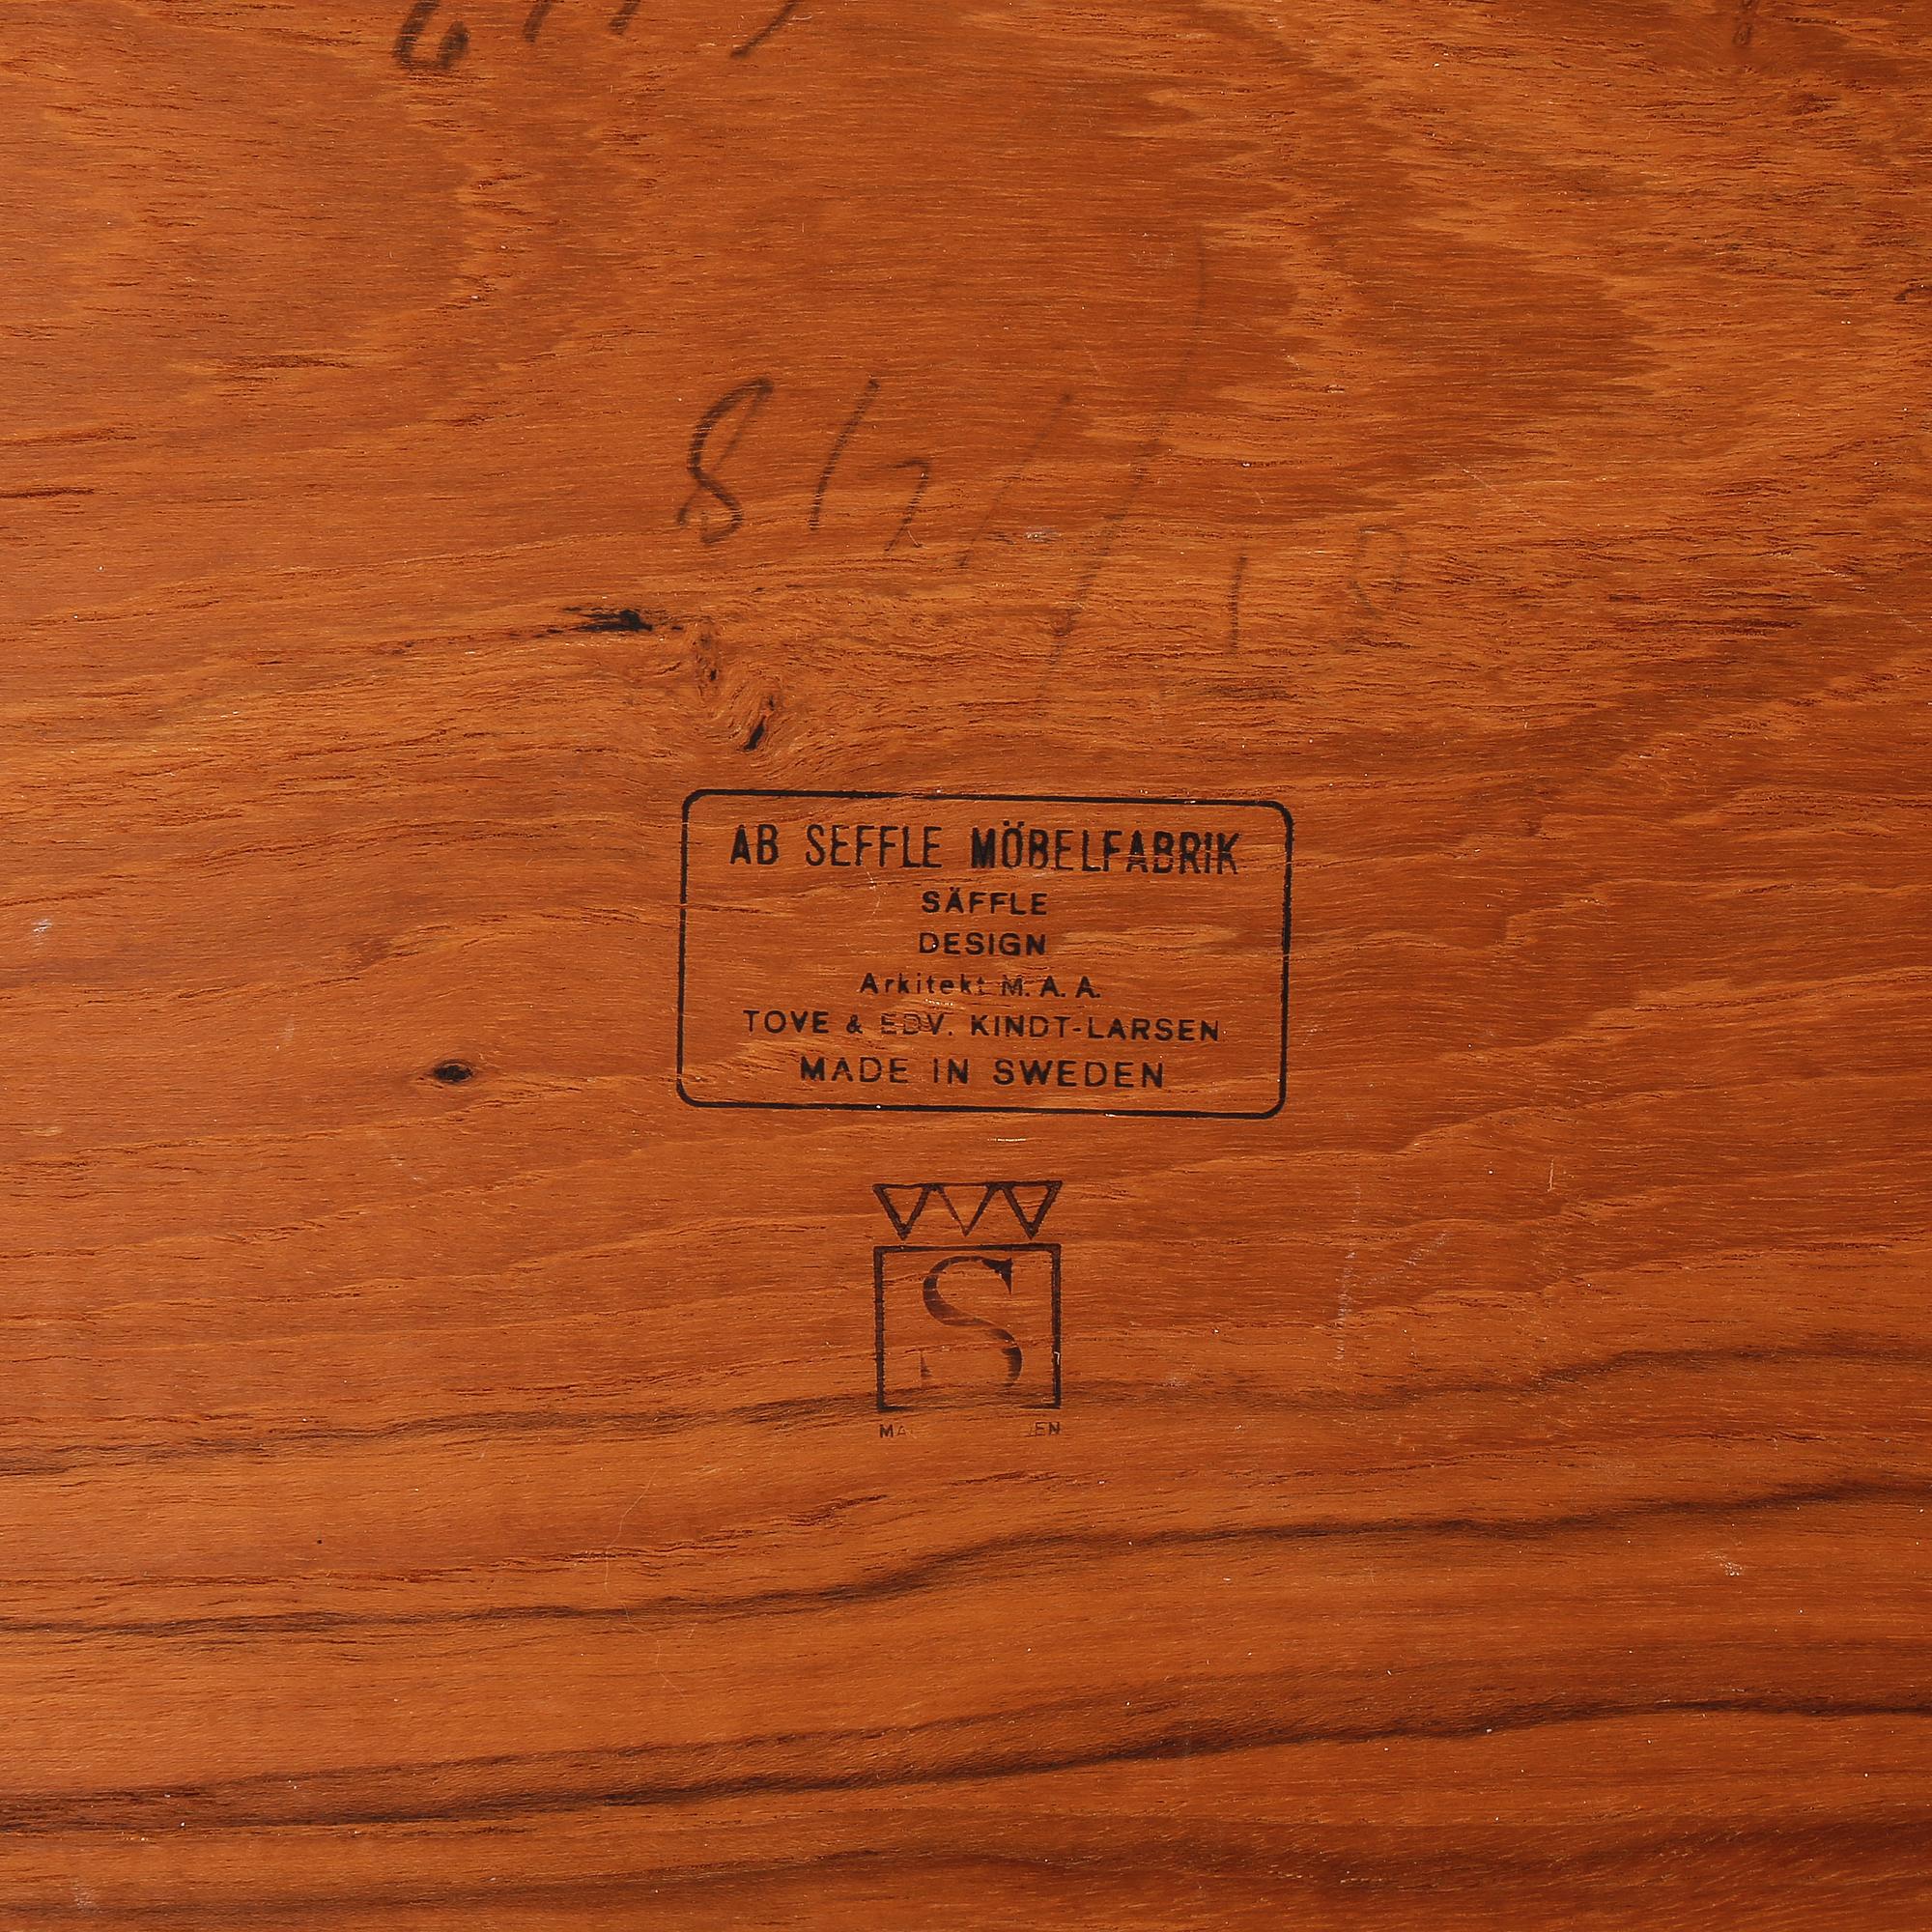 AB SEFFLE MÖBELFABRIK
SÄFFLE
DESIGN
Arkitekt M. A. A.
TOVE & EDV. KINDT-LARSEN
MADE IN SWEDEN
S